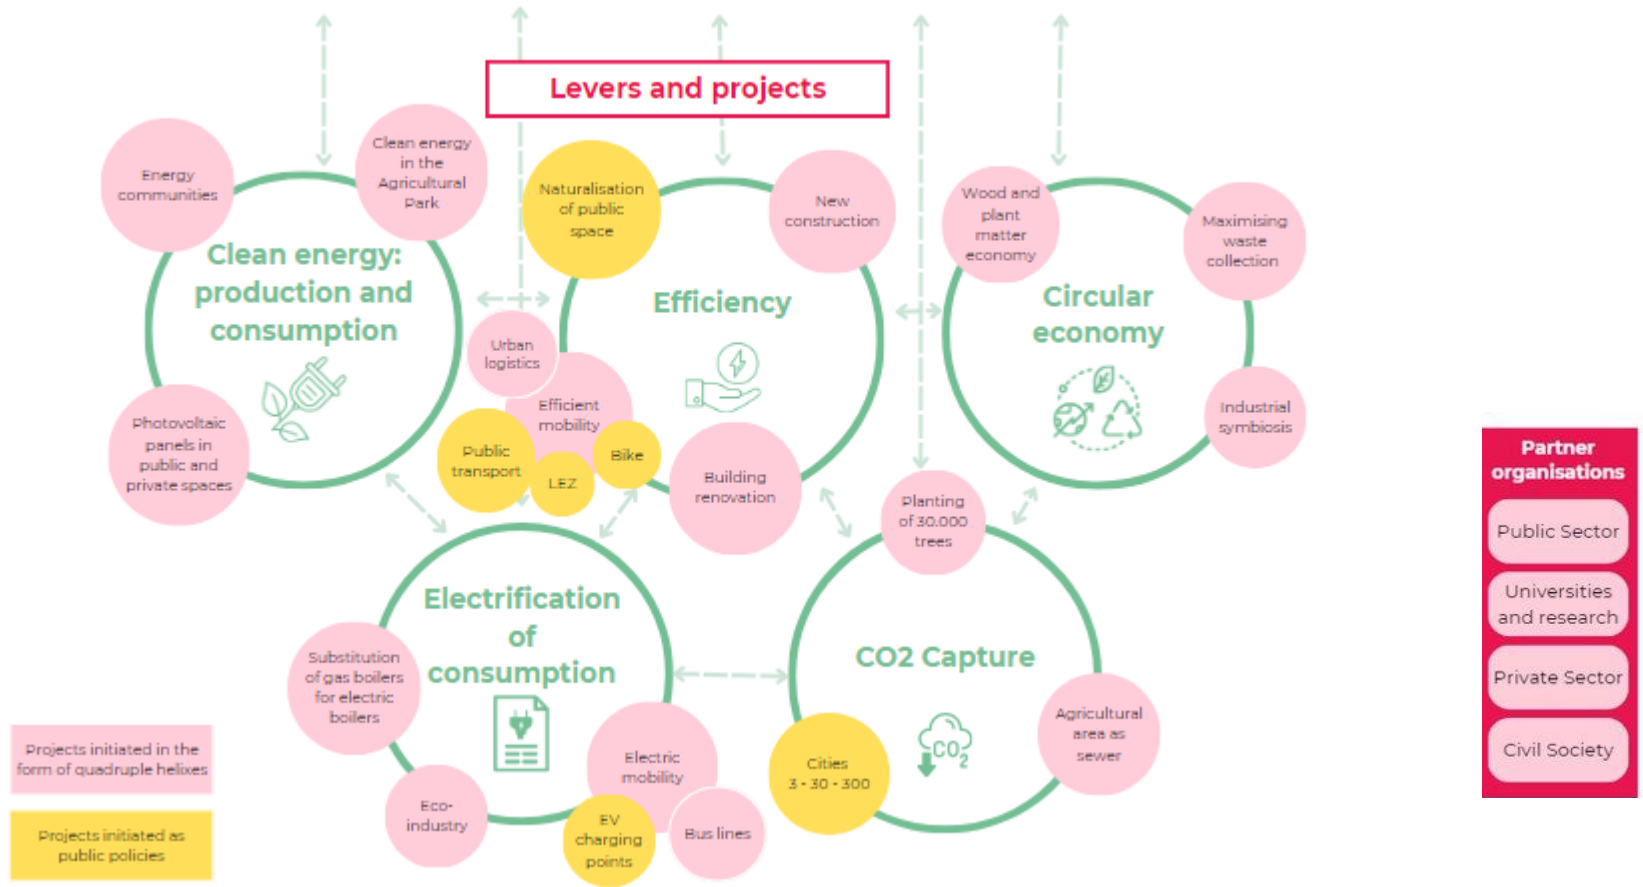 Levers and projects
Energy
communities
Clean energy
in the
Agricultural
Park
Clean energy:
production and
consumption
Photovoltaic
panels in
public and
private spaces
Naturalisation
of public
space
New
construction
Efficiency
Urban
logistics
Efficient
mobility
Public
transport
LEZ
Bike
Building
renovation
Wood and
plant
matter
economy
Maximising
waste
collection
Circular
economy
Industrial
symbiosis
Electrification
of
consumption
Substitution
of gas boilers
for electric
boilers
Eco-
industry
Electric
mobility
EV
charging
points
Bus lines
Planting
of 30.000
trees
CO2 Capture
CO2
Cities
3 - 30 - 300
Agricultural
area as
sewer
Projects initiated in the
form of quadruple helixes
Projects initiated as
public policies
Partner
organisations
Public Sector
Universities
and research
Private Sector
Civil Society